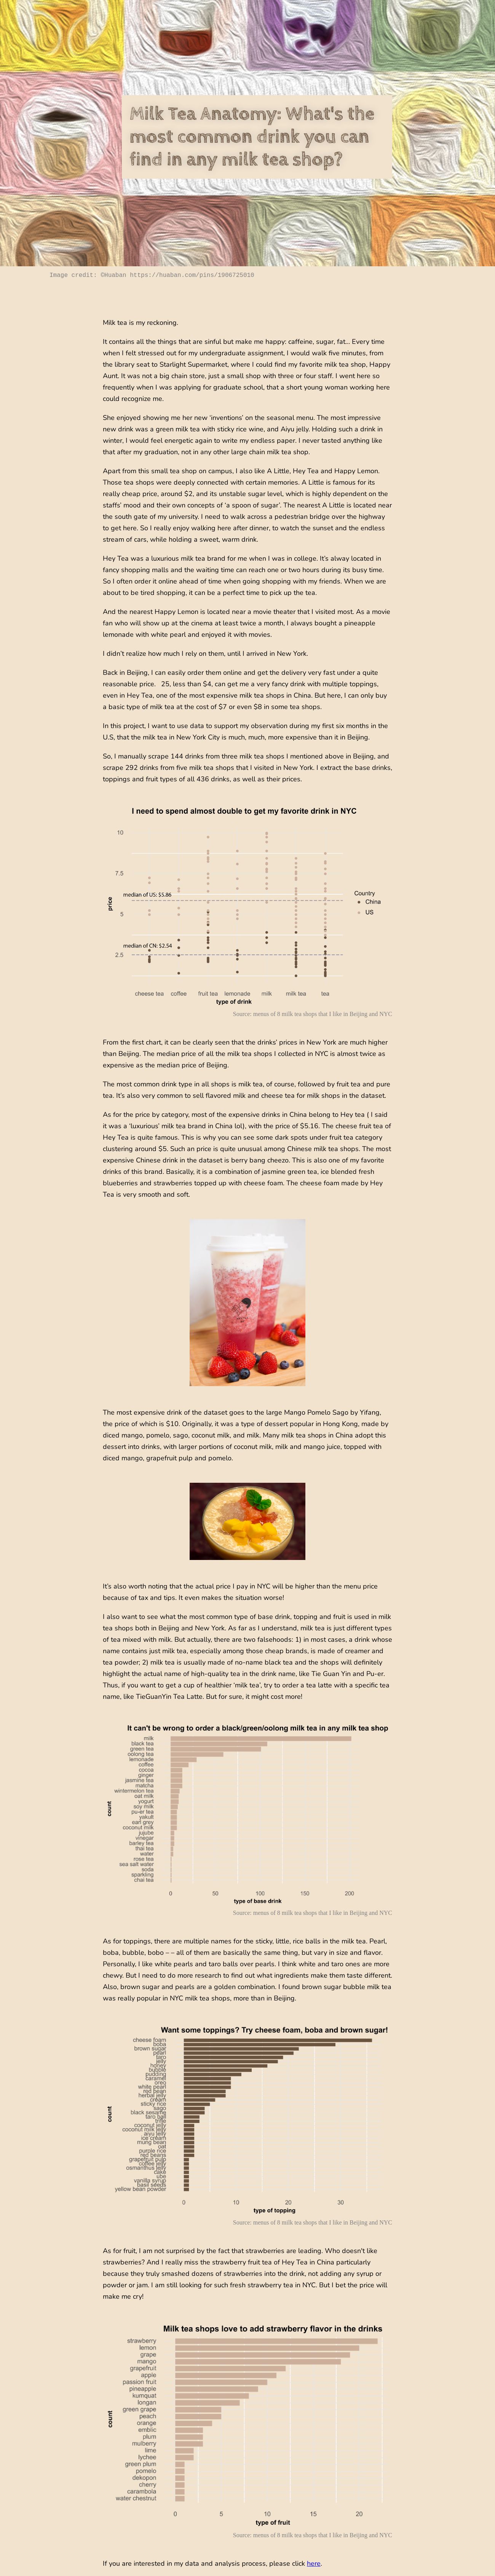 Milk Tea Anatomy: What's the
most common drink you can
find in any milk tea shop?
Image credit: ©Huaban https://huaban.com/pins/1906725010
Milk tea is my reckoning.
It contains all the things that are sinful but make me happy: caffeine, sugar, fat... Every time
when I felt stressed out for my undergraduate assignment, I would walk five minutes, from
the library seat to Starlight Supermarket, where I could find my favorite milk tea shop, Happy
Aunt. It was not a big chain store, just a small shop with three or four staff. I went here so
frequently when I was applying for graduate school, that a short young woman working here
could recognize me.
She enjoyed showing me her new 'inventions' on the seasonal menu. The most impressive
new drink was a green milk tea with sticky rice wine, and Aiyu jelly. Holding such a drink in
winter, I would feel energetic again to write my endless paper. I never tasted anything like
that after my graduation, not in any other large chain milk tea shop.
Apart from this small tea shop on campus, I also like A Little, Hey Tea and Happy Lemon.
Those tea shops were deeply connected with certain memories. A Little is famous for its
really cheap price, around $2, and its unstable sugar level, which is highly dependent on the
staffs' mood and their own concepts of 'a spoon of sugar'. The nearest A Little is located near
the south gate of my university. I need to walk across a pedestrian bridge over the highway
to get here. So I really enjoy walking here after dinner, to watch the sunset and the endless
stream of cars, while holding a sweet, warm drink.
Hey Tea was a luxurious milk tea brand for me when I was in college. It's alway located in
fancy shopping malls and the waiting time can reach one or two hours during its busy time.
So I often order it online ahead of time when going shopping with my friends. When we are
about to be tired shopping, it can be a perfect time to pick up the tea.
And the nearest Happy Lemon is located near a movie theater that I visited most. As a movie
fan who will show up at the cinema at least twice a month, I always bought a pineapple
lemonade with white pearl and enjoyed it with movies.
I didn't realize how much I rely on them, until I arrived in New York.
Back in Beijing, I can easily order them online and get the delivery very fast under a quite
reasonable price. 25, less than $4, can get me a very fancy drink with multiple toppings,
even in Hey Tea, one of the most expensive milk tea shops in China. But here, I can only buy
a basic type of milk tea at the cost of $7 or even $8 in some tea shops.
In this project, I want to use data to support my observation during my first six months in the
U.S, that the milk tea in New York City is much, much, more expensive than it in Beijing.
So, I manually scrape 144 drinks from three milk tea shops I mentioned above in Beijing, and
scrape 292 drinks from five milk tea shops that I visited in New York. I extract the base drinks,
toppings and fruit types of all 436 drinks, as well as their prices.
I need to spend almost double to get my favorite drink in NYC
10
7.5
median of US: $5.86
Country
China
price
5
US
median of CN: $2.54
2.5
cheese tea coffee fruit tea lemonade milk milk tea tea
type of drink
Source: menus of 8 milk tea shops that I like in Beijing and NYC
From the first chart, it can be clearly seen that the drinks' prices in New York are much higher
than Beijing. The median price of all the milk tea shops I collected in NYC is almost twice as
expensive as the median price of Beijing.
The most common drink type in all shops is milk tea, of course, followed by fruit tea and pure
tea. It's also very common to sell flavored milk and cheese tea for milk shops in the dataset.
As for the price by category, most of the expensive drinks in China belong to Hey tea ( I said
it was a 'luxurious' milk tea brand in China lol), with the price of $5.16. The cheese fruit tea of
Hey Tea is quite famous. This is why you can see some dark spots under fruit tea category
clustering around $5. Such an price is quite unusual among Chinese milk tea shops. The most
expensive Chinese drink in the dataset is berry bang cheezo. This is also one of my favorite
drinks of this brand. Basically, it is a combination of jasmine green tea, ice blended fresh
blueberries and strawberries topped up with cheese foam. The cheese foam made by Hey
Tea is very smooth and soft.
The most expensive drink of the dataset goes to the large Mango Pomelo Sago by Yifang,
the price of which is $10. Originally, it was a type of dessert popular in Hong Kong, made by
diced mango, pomelo, sago, coconut milk, and milk. Many milk tea shops in China adopt this
dessert into drinks, with larger portions of coconut milk, milk and mango juice, topped with
diced mango, grapefruit pulp and pomelo.
It's also worth noting that the actual price I pay in NYC will be higher than the menu price
because of tax and tips. It even makes the situation worse!
I also want to see what the most common type of base drink, topping and fruit is used in milk
tea shops both in Beijing and New York. As far as I understand, milk tea is just different types
of tea mixed with milk. But actually, there are two falsehoods: 1) in most cases, a drink whose
name contains just milk tea, especially among those cheap brands, is made of creamer and
tea powder; 2) milk tea is usually made of no-name black tea and the shops will definitely
highlight the actual name of high-quality tea in the drink name, like Tie Guan Yin and Pu-er.
Thus, if you want to get a cup of healthier 'milk tea', try to order a tea latte with a specific tea
name, like TieGuanYin Tea Latte. But for sure, it might cost more!
It can't be wrong to order a black/green/oolong milk tea in any milk tea shop
milk
black tea
green tea
oolong tea
lemonade
coffee
cocoa
ginger
jasmine tea
matcha
wintermelon tea
oat milk
yogurt
soy milk
pu-er tea
yakult
earl grey
coconut milk
jujube
vinegar
barley tea
thai tea
water
rose tea
sea salt water
soda
sparkling
chai tea
count
0 50 100 150 200
type of base drink
Source: menus of 8 milk tea shops that I like in Beijing and NYC
As for toppings, there are multiple names for the sticky, little, rice balls in the milk tea. Pearl,
boba, bubble, bobo – – all of them are basically the same thing, but vary in size and flavor.
Personally, I like white pearls and taro balls over pearls. I think white and taro ones are more
chewy. But I need to do more research to find out what ingredients make them taste different.
Also, brown sugar and pearls are a golden combination. I found brown sugar bubble milk tea
was really popular in NYC milk tea shops, more than in Beijing.
Want some toppings? Try cheese foam, boba and brown sugar!
cheese foam
boba
brown sugar
pearl
taro
jelly
honey
bubble
pudding
caramel
oreo
white pearl
red bean
herbal jelly
cream
sticky rice
sago
black sesame
taro ball
coconut jelly
coconut milk jelly
aiyu jelly
ice cream
mung bean
oat
purple rice
red beans
grapefruit pulp
coffee jelly
osmanthus jelly
cake
ube
vanilla syrup
base seeds
yellow bean powder
count
0 10 20 30
type of topping
Source: menus of 8 milk tea shops that I like in Beijing and NYC
As for fruit, I am not surprised by the fact that strawberries are leading. Who doesn't like
strawberries? And I really miss the strawberry fruit tea of Hey Tea in China particularly
because they truly smashed dozens of strawberries into the drink, not adding any syrup or
powder or jam. I am still looking for such fresh strawberry tea in NYC. But I bet the price will
make me cry!
Milk tea shops love to add strawberry flavor in the drinks
strawberry
lemon
grape
mango
grapefruit
apple
passion fruit
pineapple
kumquat
longan
green grape
peach
orange
emblic
plum
mulberry
lime
lychee
green plum
pomelo
dekopon
cherry
carambola
water chestnut
count
0 5 10 15 20
type of fruit
Source: menus of 8 milk tea shops that I like in Beijing and NYC
If you are interested in my data and analysis process, please click here.